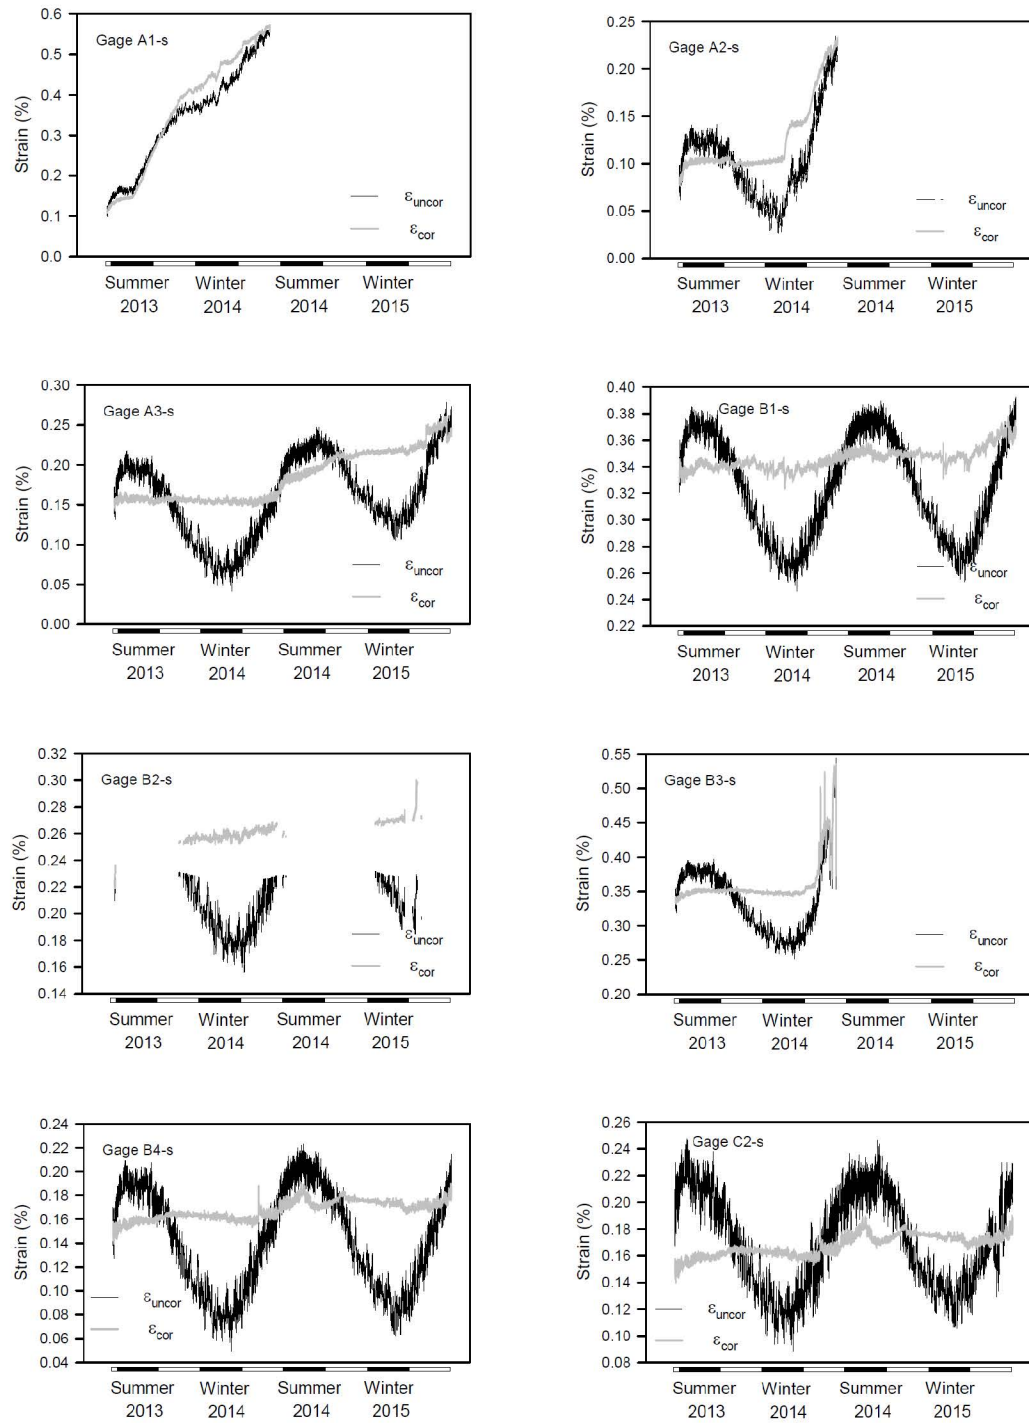 Gage A1-s
Strain (%)
0.6
0.5
0.4
0.3
0.2
0.1
0.0
εuncor
εcor
Summer Winter Summer Winter
2013 2014 2014 2015
Gage A2-s
Strain (%)
0.25
0.20
0.15
0.10
0.05
0.00
εuncor
εcor
Summer Winter Summer Winter
2013 2014 2014 2015
Gage A3-s
Strain (%)
0.30
0.25
0.20
0.15
0.10
0.05
0.00
εuncor
εcor
Summer Winter Summer Winter
2013 2014 2014 2015
Gage B1-s
Strain (%)
0.40
0.38
0.36
0.34
0.32
0.30
0.28
0.26
0.24
0.22
εuncor
εcor
Summer Winter Summer Winter
2013 2014 2014 2015
Gage B2-s
Strain (%)
0.32
0.30
0.28
0.26
0.24
0.22
0.20
0.18
0.16
0.14
εuncor
εcor
Summer Winter Summer Winter
2013 2014 2014 2015
Gage B3-s
Strain (%)
0.55
0.50
0.45
0.40
0.35
0.30
0.25
0.20
εuncor
εcor
Summer Winter Summer Winter
2013 2014 2014 2015
Gage B4-s
Strain (%)
0.24
0.22
0.20
0.18
0.16
0.14
0.12
0.10
0.08
0.06
0.04
εuncor
εcor
Summer Winter Summer Winter
2013 2014 2014 2015
Gage C2-s
Strain (%)
0.26
0.24
0.22
0.20
0.18
0.16
0.14
0.12
0.10
0.08
εuncor
εcor
Summer Winter Summer Winter
2013 2014 2014 2015